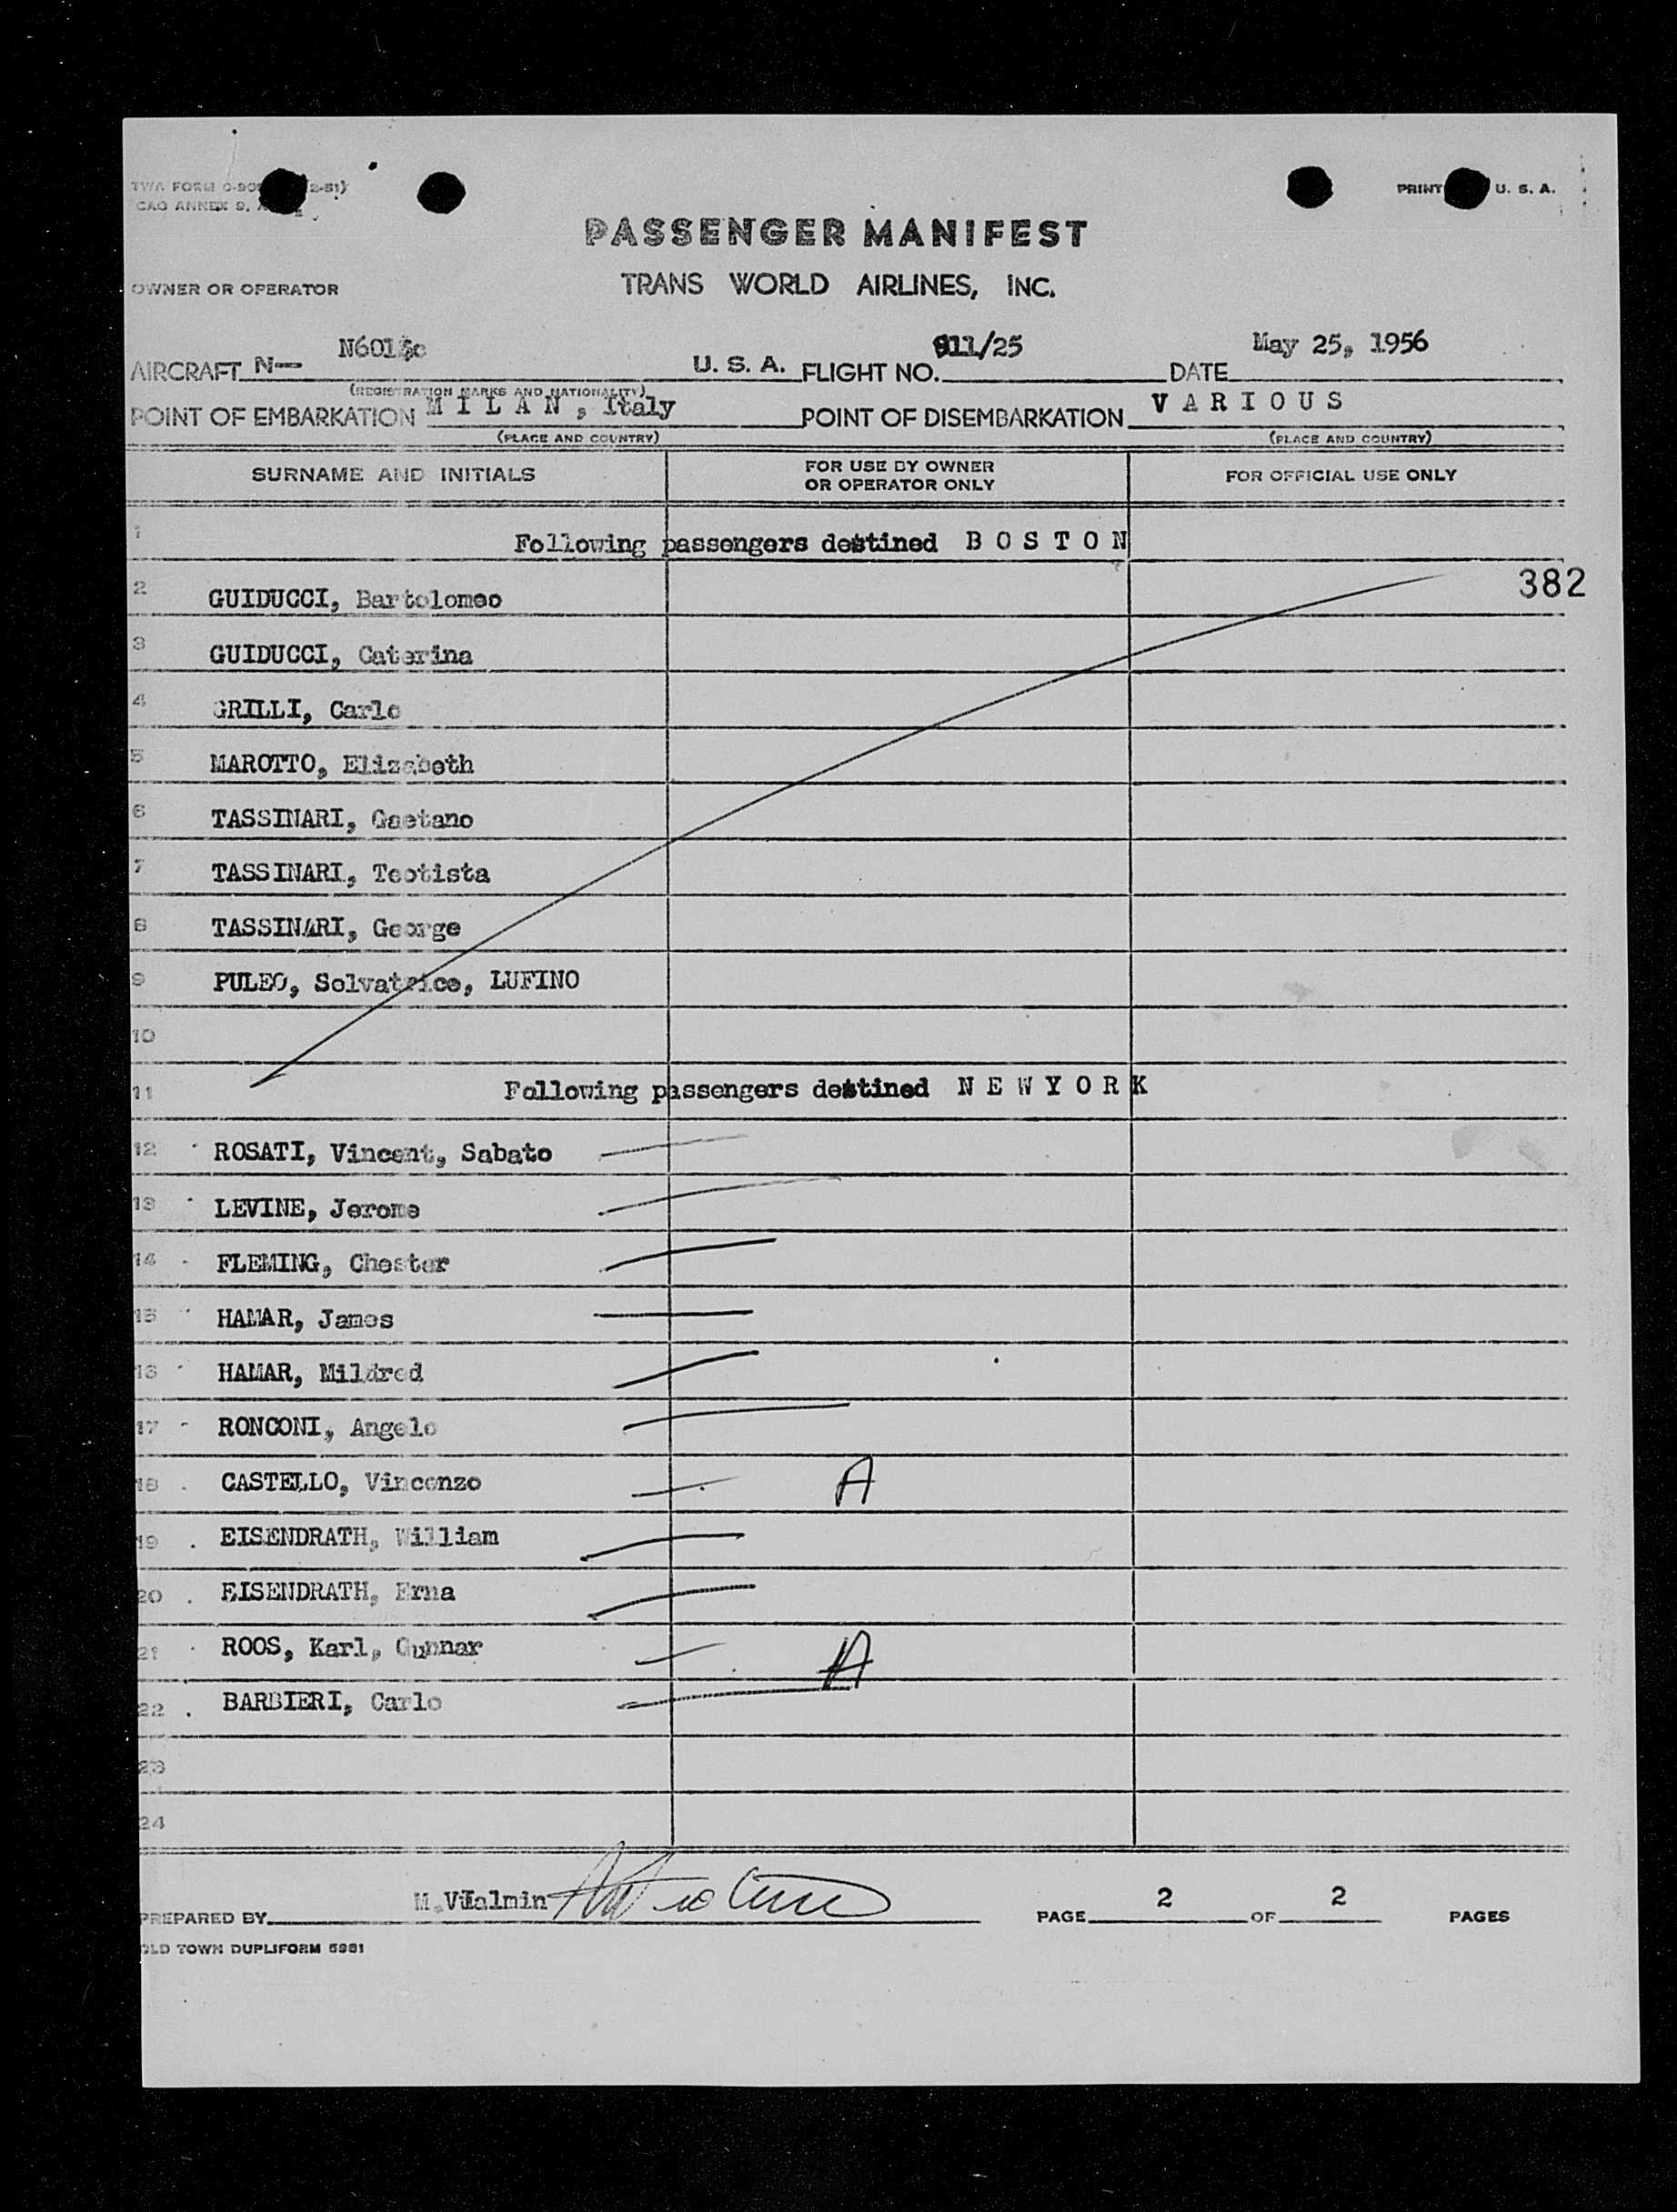 TWA FORM
PRINT U. S. A.
PASSENGER MANIFEST
OWNER OR OPERATOR
TRANS WORLD AIRLINES, INC.
AIRCRAFT N— U. S. A. FLIGHT NO. 911/25 DATE May 25, 1956
(REGISTRATION MARKS AND NATIONALITY)
POINT OF EMBARKATION M I L A N , Italy POINT OF DISEMBARKATION V A R I O U S
(PLACE AND COUNTRY) (PLACE AND COUNTRY)
SURNAME AND INITIALS FOR USE BY OWNER OR OPERATOR ONLY FOR OFFICIAL USE ONLY
1 Following passengers destined B O S T O N
382
2 GUIDUCCI, Bartolomeo
3 GUIDUCCI, Caterina
4 GRILLI, Carlo
5 MAROTTO, Elizabeth
6 TASSINARI, Gaetano
7 TASSINARI, Teotista
8 TASSINARI, George
9 PULEO, Solvatrice, LUFINO
10
11 Following passengers destined N E W Y O R K
12 ROSATI, Vincent, Sabato
13 LEVINE, Jerome
14 FLEMING, Chester
15 HAMAR, James
16 HAMAR, Mildred
17 RONCONI, Angelo
18 CASTELLO, Vincenzo A
19 EISENDRATH, William
20 EISENDRATH, Erna
21 ROOS, Karl, Gunnar A
22 BARBIERI, Carlo
23
24
PREPARED BY PAGE 2 OF 2 PAGES
OLD TOWN DUPLIFORM 5981